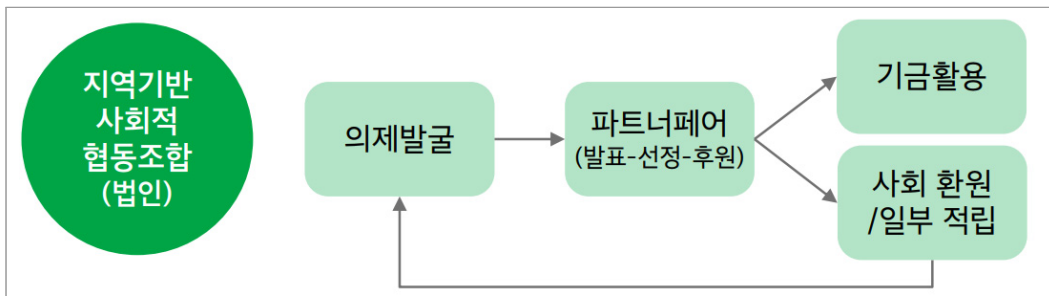 지역기반
사회적
협동조합
(법인)
의제발굴
파트너페어
(발표-선정-후원)
기금활용
사회 환원
/일부 적립